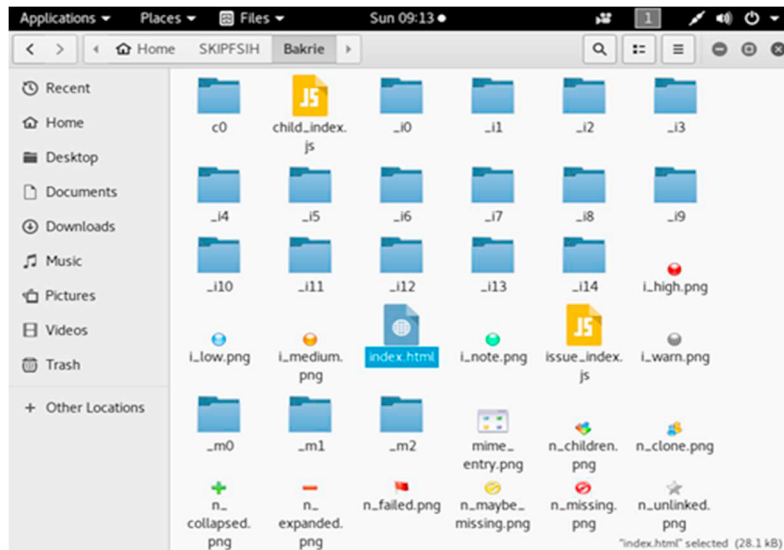 Applications Places Files Sun 09:13 1
Home SKIPFSIH Bakrie
Recent
Home
Desktop
Documents
Downloads
Music
Pictures
Videos
Trash
+ Other Locations
c0 child_index. _i0 _i1 _i2 _i3
js
_i4 _i5 _i6 _i7 _i8 _i9
_i10 _i11 _i12 _i13 _i14 i_high.png
i_low.png i_medium. index.html i_note.png issue_index. i_warn.png
png js
_m0 _m1 _m2 mime_ n_children. n_clone.png
entry.png png
n_ n_ n_failed.png n_maybe_ n_missing. n_unlinked.
collapsed. expanded. missing.png png png
png png
"index.html" selected (28.1 kB)